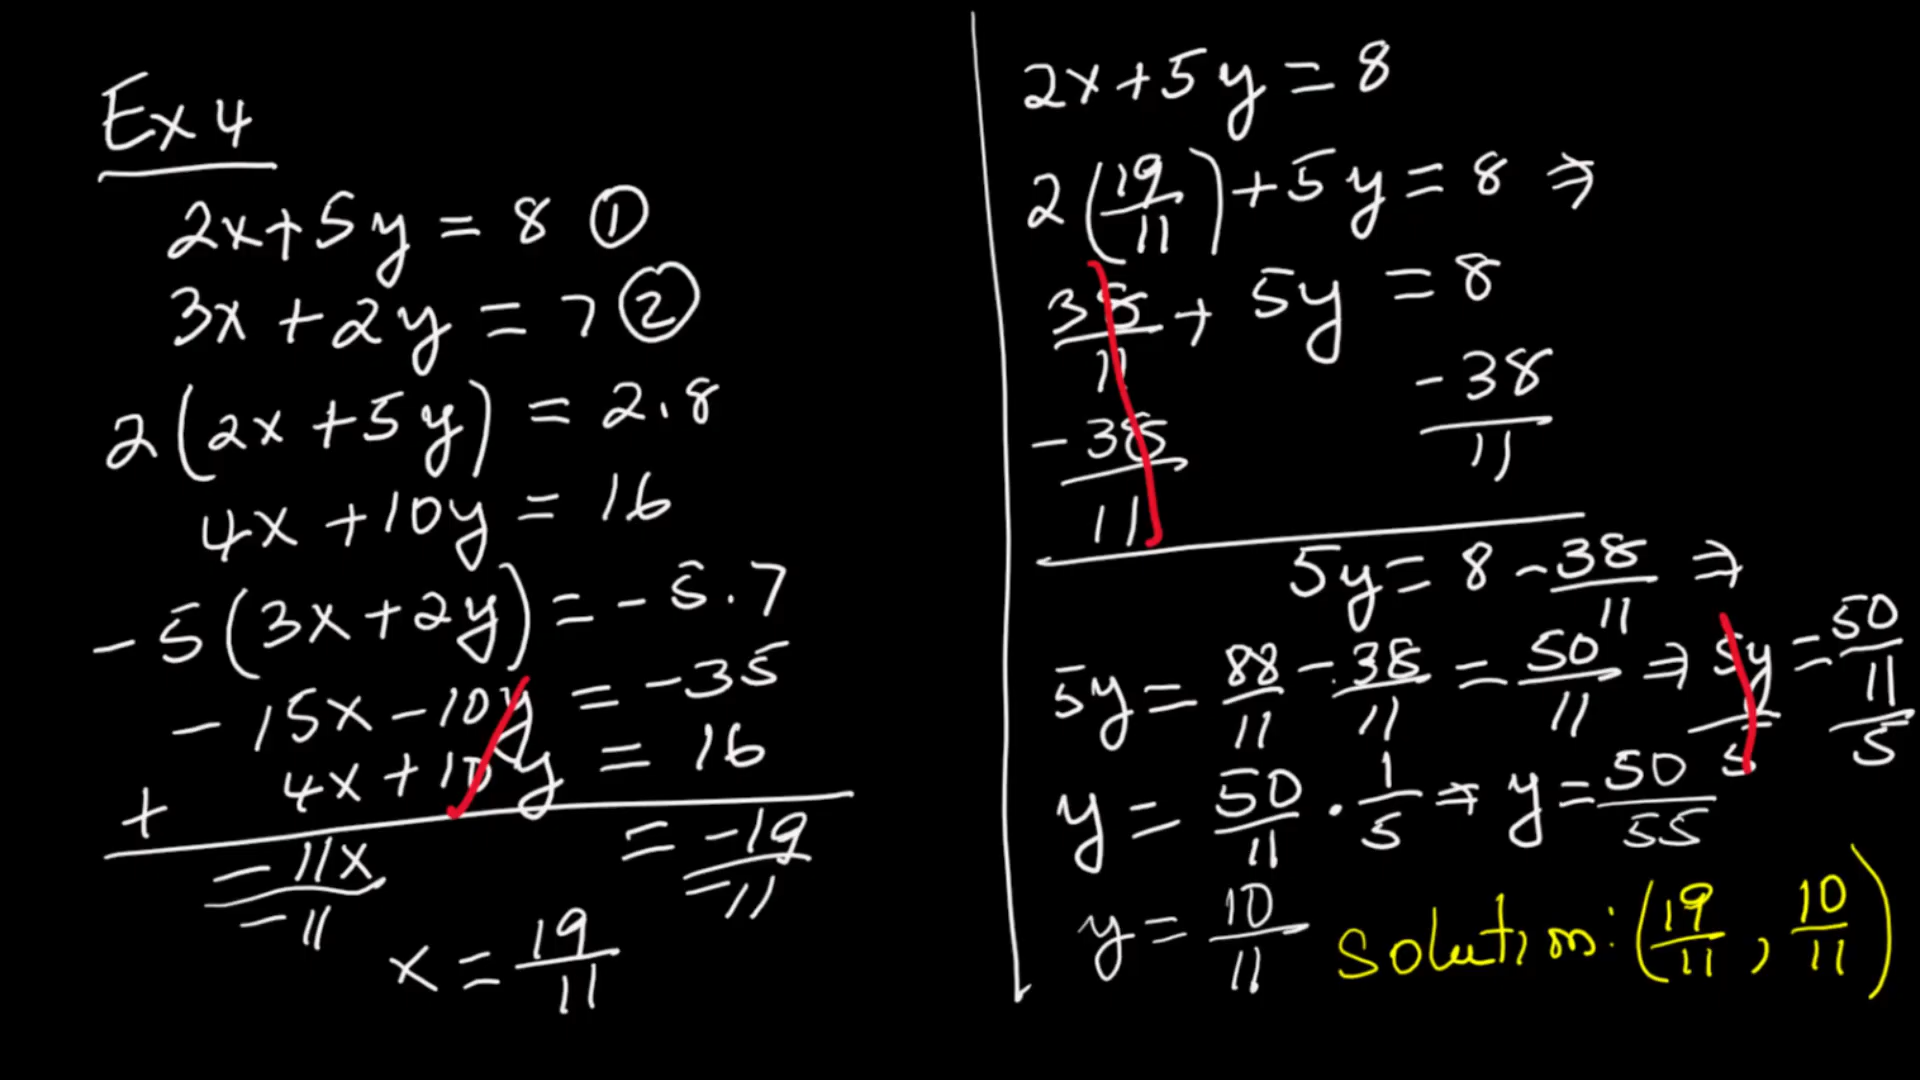 Ex 4
2x+5y = 8 ①
3x + 2y = 7 ②
2(2x+5y) = 2.8
4x +10y = 16
-5(3x+2y) = -5.7
-15x-10y = -35
+ 4x+10y = 16
-11x/-11 = -19/-11
x = 19/11
2x+5y = 8
2(19/11)+5y = 8 ⇒
38/11 + 5y = 8
-38/11 -38/11
5y = 8 - 38/11 ⇒
5y = 88/11 - 38/11 = 50/11 ⇒ 5y/5 = 50/11/5
y = 50/11 · 1/5 ⇒ y = 50/55
y = 10/11 Solution: (19/11, 10/11)